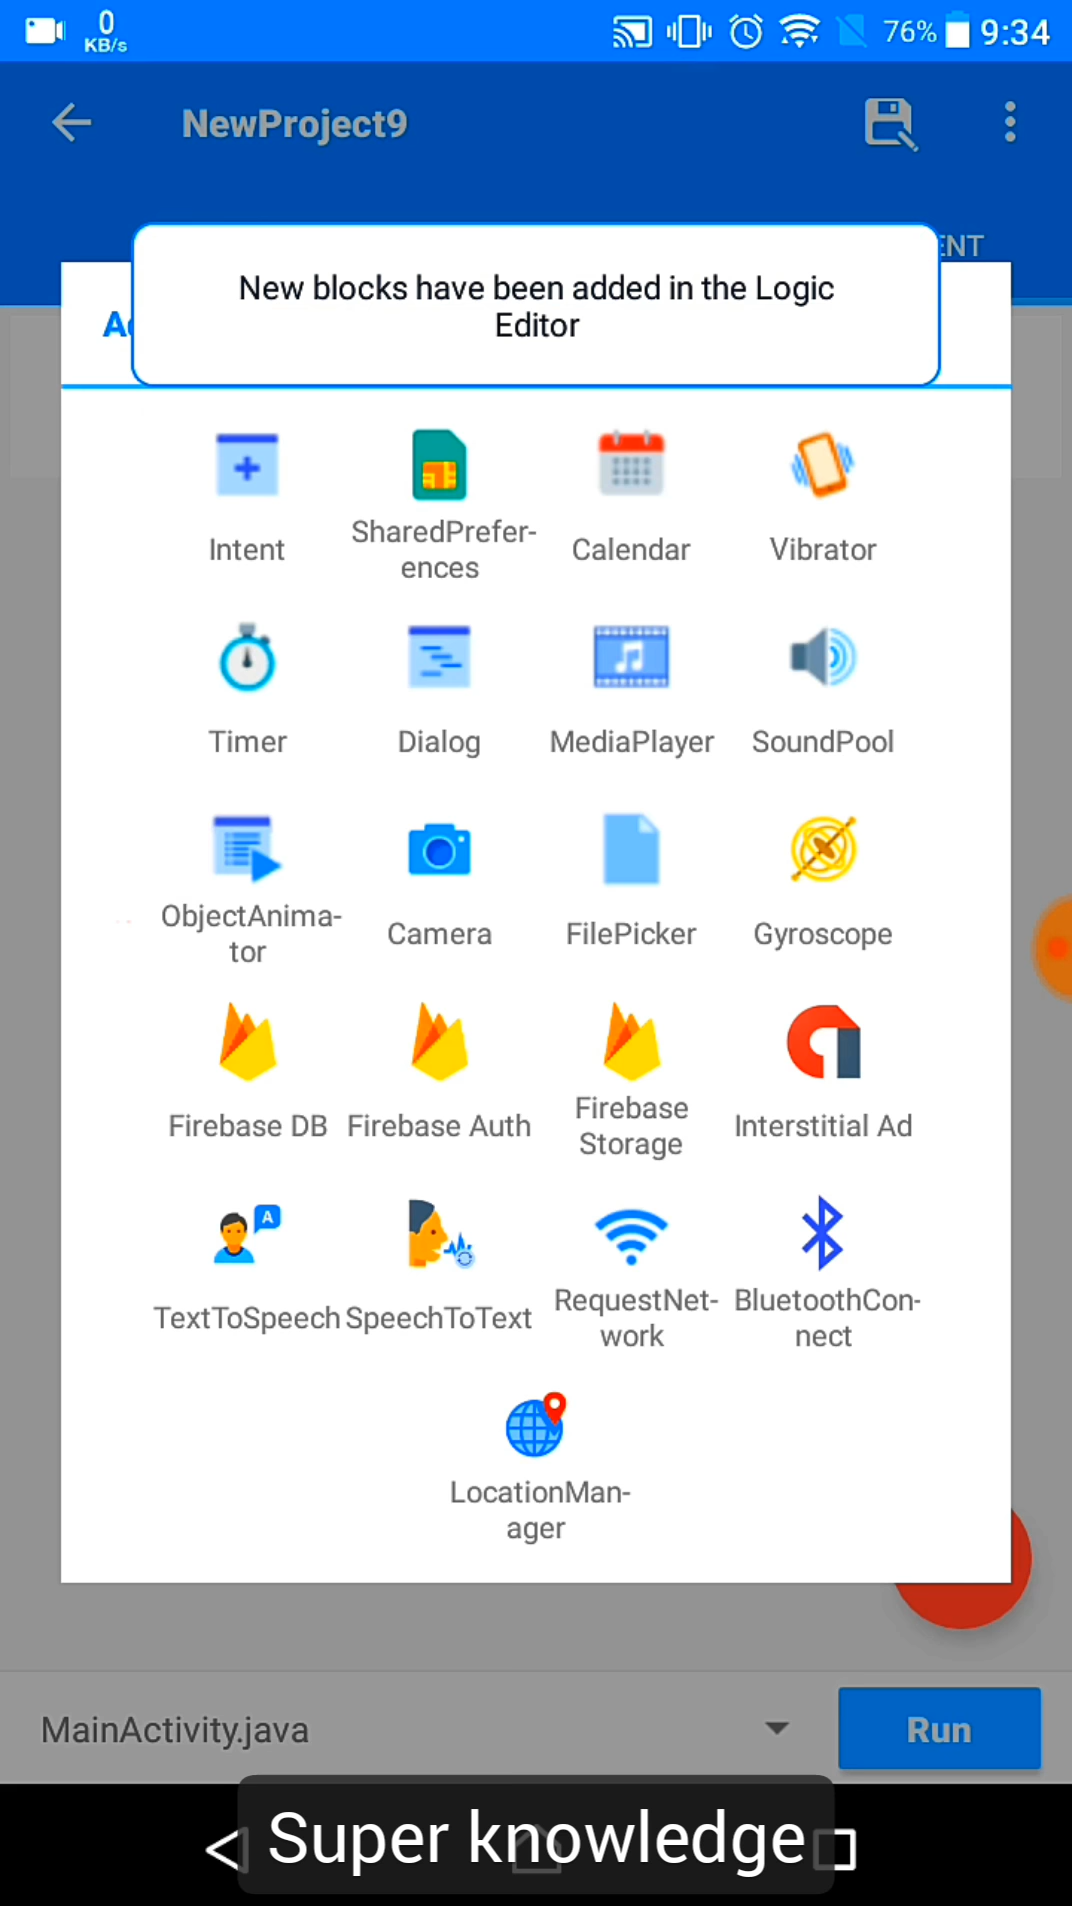 0
KB/s
76%
9:34
NewProject9
New blocks have been added in the Logic
Editor
Intent
SharedPrefer-
ences
Calendar
Vibrator
Timer
Dialog
MediaPlayer
SoundPool
ObjectAnima-
tor
Camera
FilePicker
Gyroscope
Firebase DB
Firebase Auth
Firebase
Storage
Interstitial Ad
A
TextToSpeech
SpeechToText
RequestNet-
work
BluetoothCon-
nect
LocationMan-
ager
MainActivity.java
Run
Super knowledge